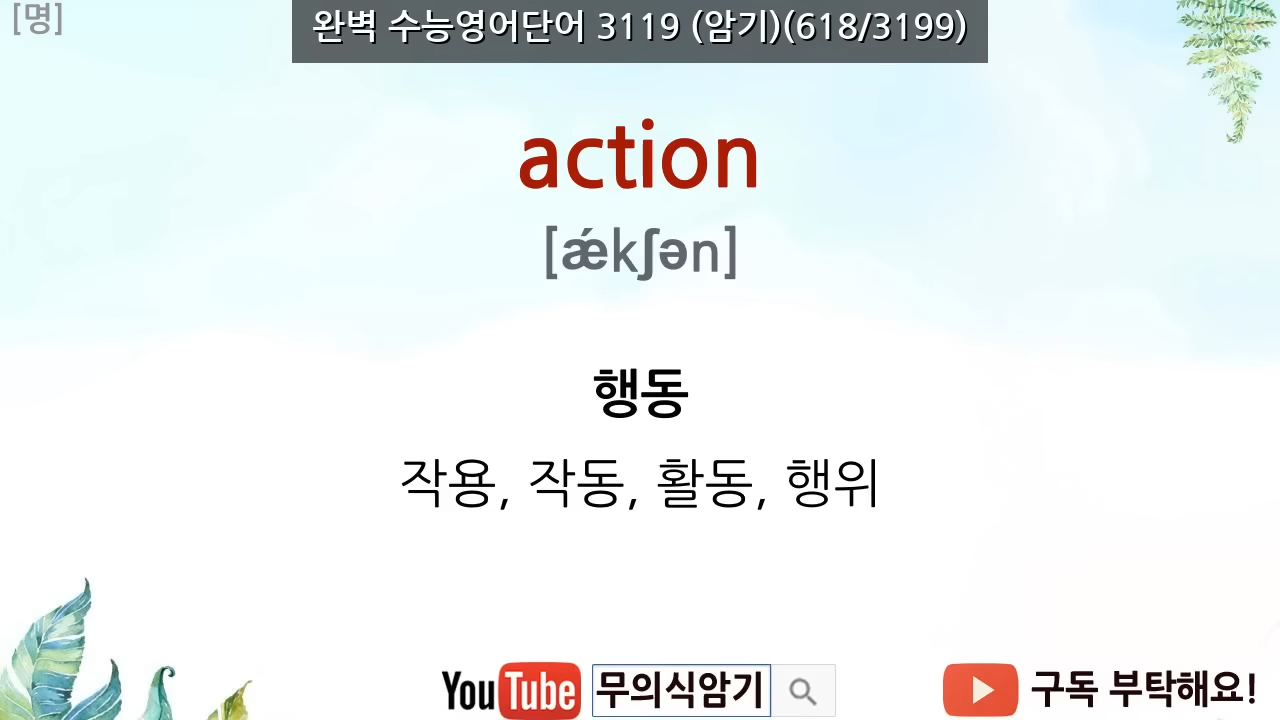 [명]
완벽 수능영어단어 3119 (암기)(618/3199)
action
[ǽkʃən]
행동
작용, 작동, 활동, 행위
YouTube 무의식암기
구독 부탁해요!